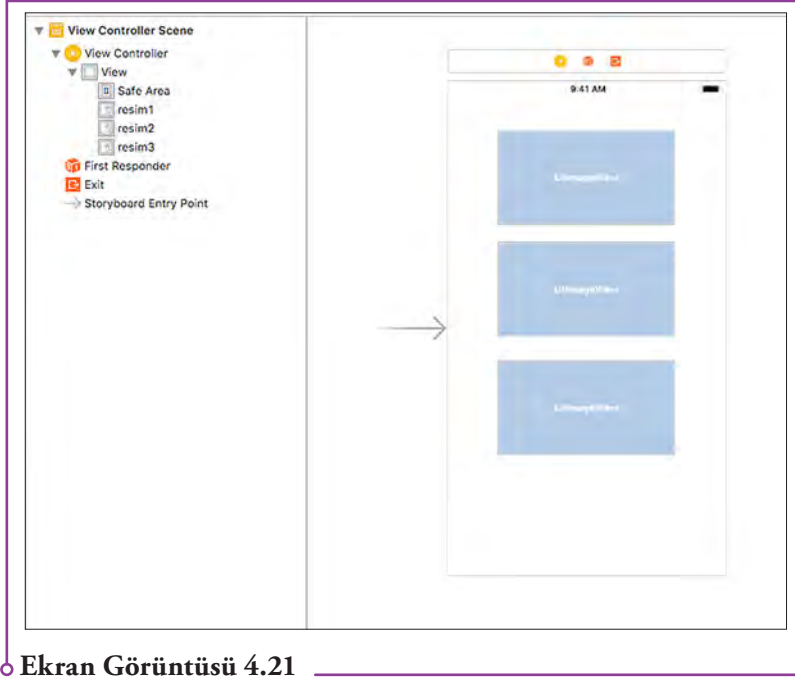 View Controller Scene
View Controller
View
Safe Area
resim1
resim2
resim3
First Responder
Exit
Storyboard Entry Point
9:41 AM
UIImageView
UIImageView
UIImageView
Ekran Görüntüsü 4.21